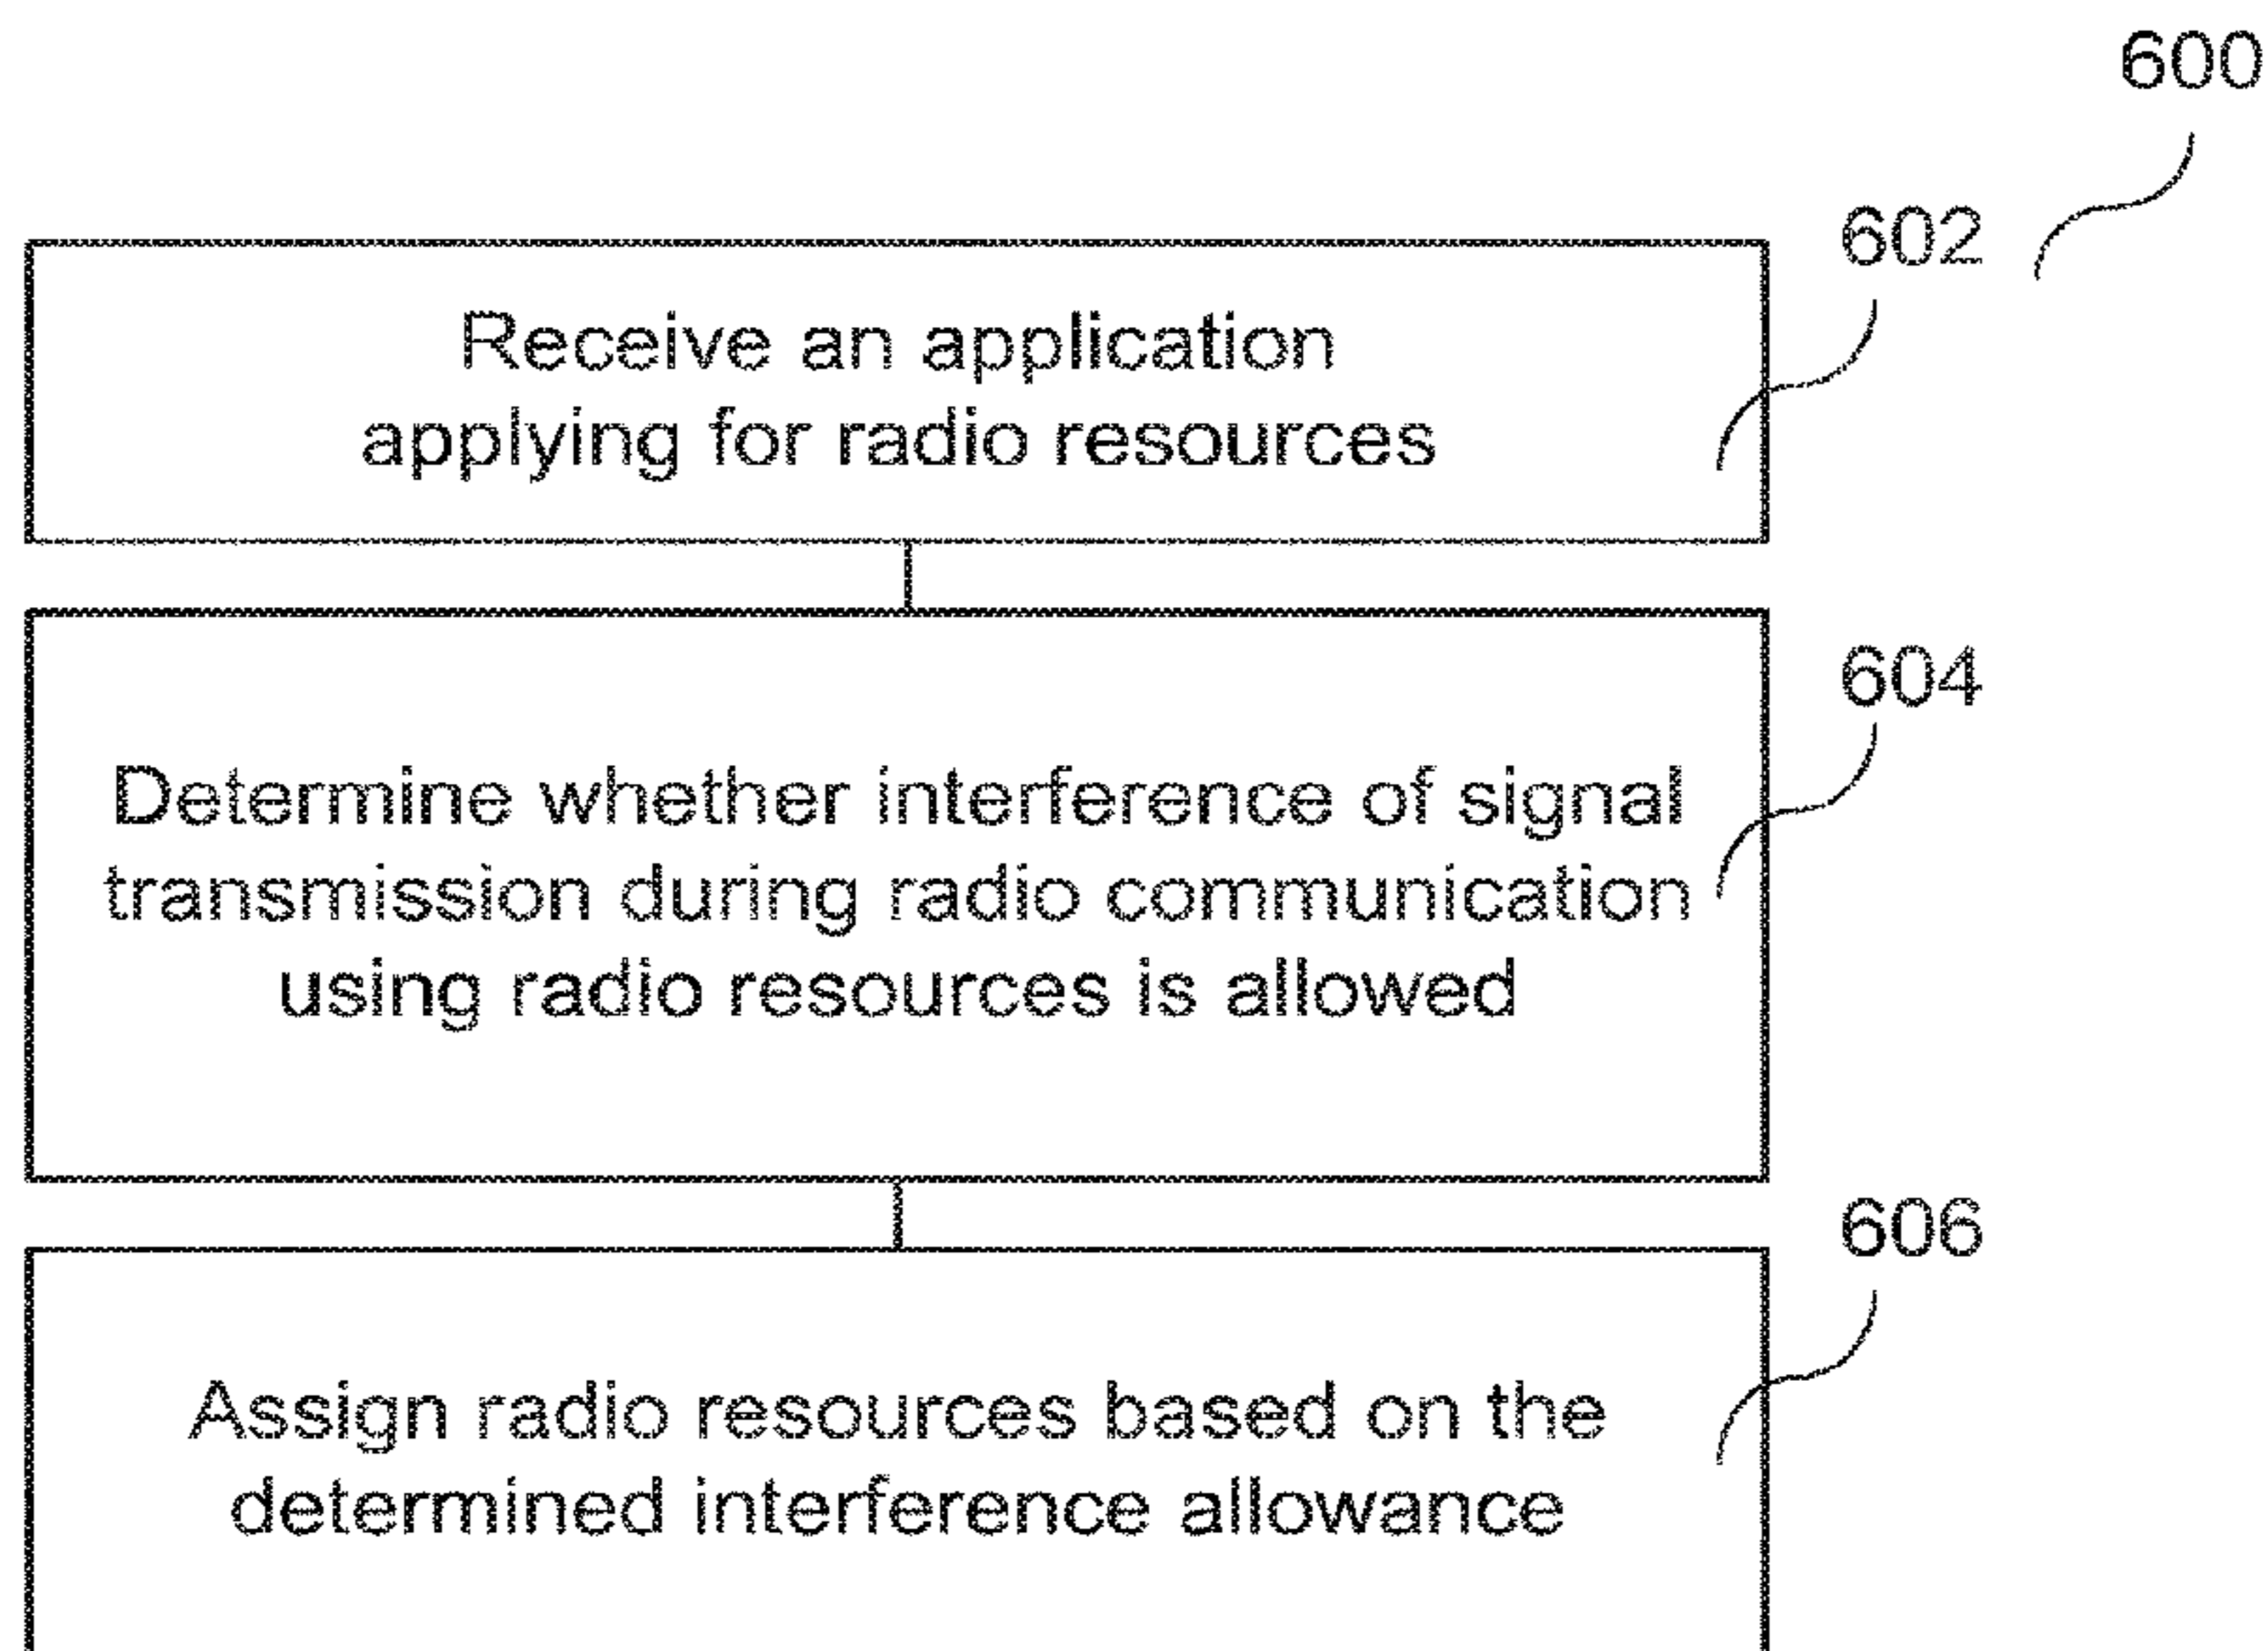 600
602
Receive an application
applying for radio resources
604
Determine whether interference of signal
transmission during radio communication
using radio resources is allowed
606
Assign radio resources based on the
determined interference allowance